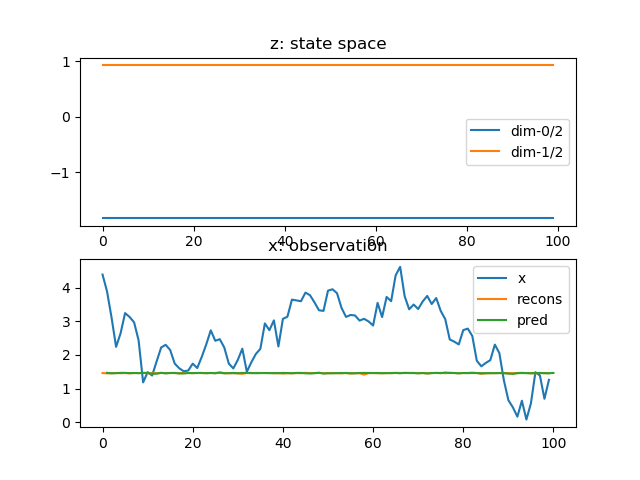 z: state space
1
0
−1
dim-0/2
dim-1/2
0 20 40 60 80 100
x: observation
4
3
2
1
0
x
recons
pred
0 20 40 60 80 100